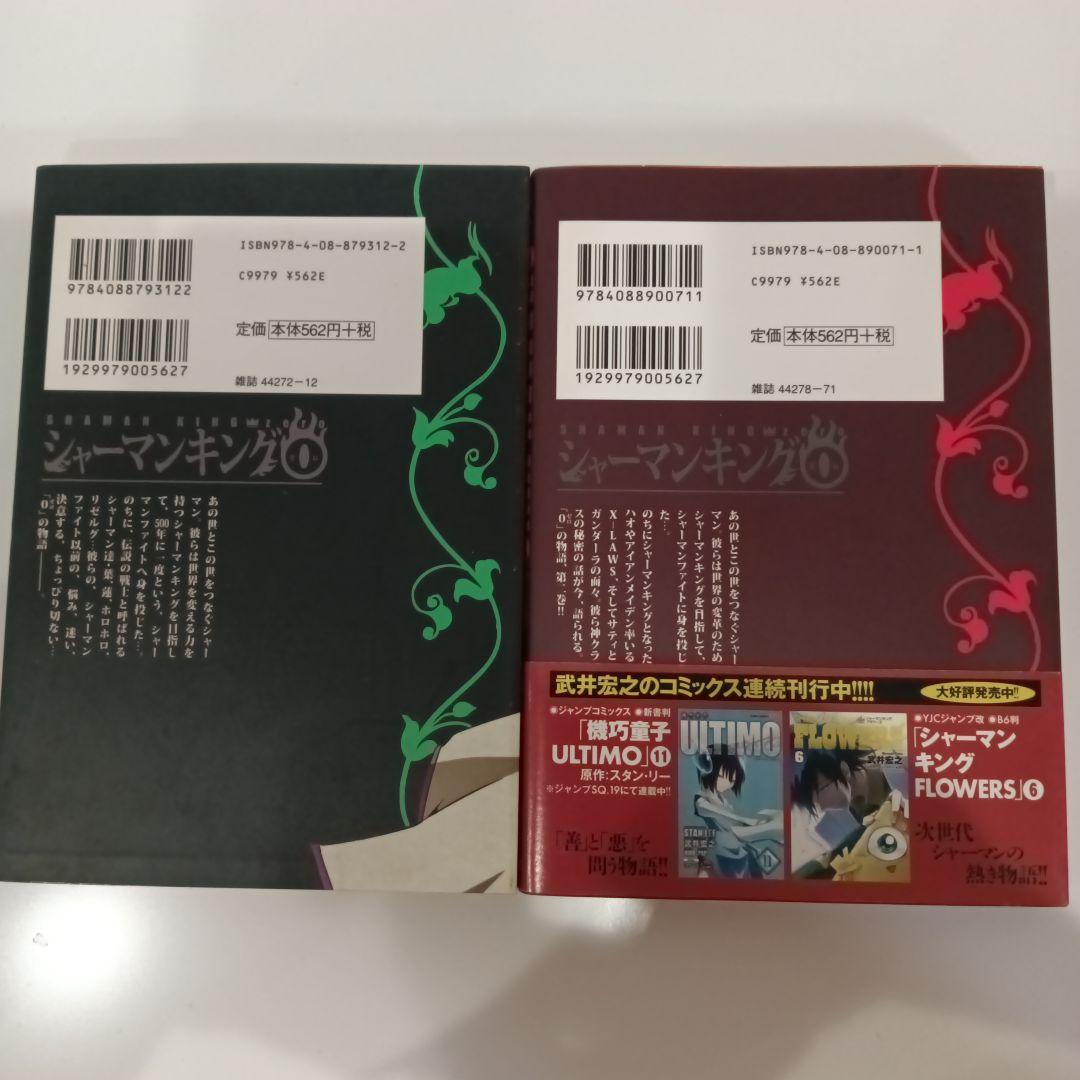 ISBN978-4-08-879312-2
C9979 ¥562E
9784088793122
定価 本体562円+税
1929979005627
雑誌 44272-12
SHAMAN KING zero
シャーマンキング0
あの世とこの世をつなぐシャー
マン。彼らは世界を変える力を
持つシャーマンキングを目指し
て、500年に一度という、シャー
マンファイトへ身を投じた…。
のちに、伝説の戦士と呼ばれる
シャーマン達・葉、蓮、ホロホロ、
リゼルグ…彼らの、シャーマン
ファイト以前の、悩み、迷い、
決意する、ちょっぴり切ない…
「0」の物語――。
ISBN978-4-08-890071-1
C9979 ¥562E
9784088900711
定価 本体562円+税
1929979005627
雑誌 44278-71
SHAMAN KING zero
シャーマンキング0
あの世とこの世をつなぐシャー
マン。彼らは世界の変革のため
シャーマンキングを目指して、
シャーマンファイトに身を投じ
た…。
のちにシャーマンキングとなった
ハオやアイアンメイデン率いる
X-LAWS、そしてサティと
ガンダーラの面々。彼ら神クラ
スの秘密の話が今、語られる。
「0」の物語、第二巻!!
武井宏之のコミックス連続刊行中!!!!
大好評発売中!!
●ジャンプコミックス ●新書判
「機巧童子
ULTIMO」⑪
原作:スタン・リー
※ジャンプSQ.19にて連載中!!
「善」と「悪」を
問う物語!!
ULTIMO
STAN LEE
武井宏之
11
FLOWERS
6
武井宏之
●YJCジャンプ改 ●B6判
「シャーマン
キング
FLOWERS」⑥
次世代
シャーマンの
熱き物語!!